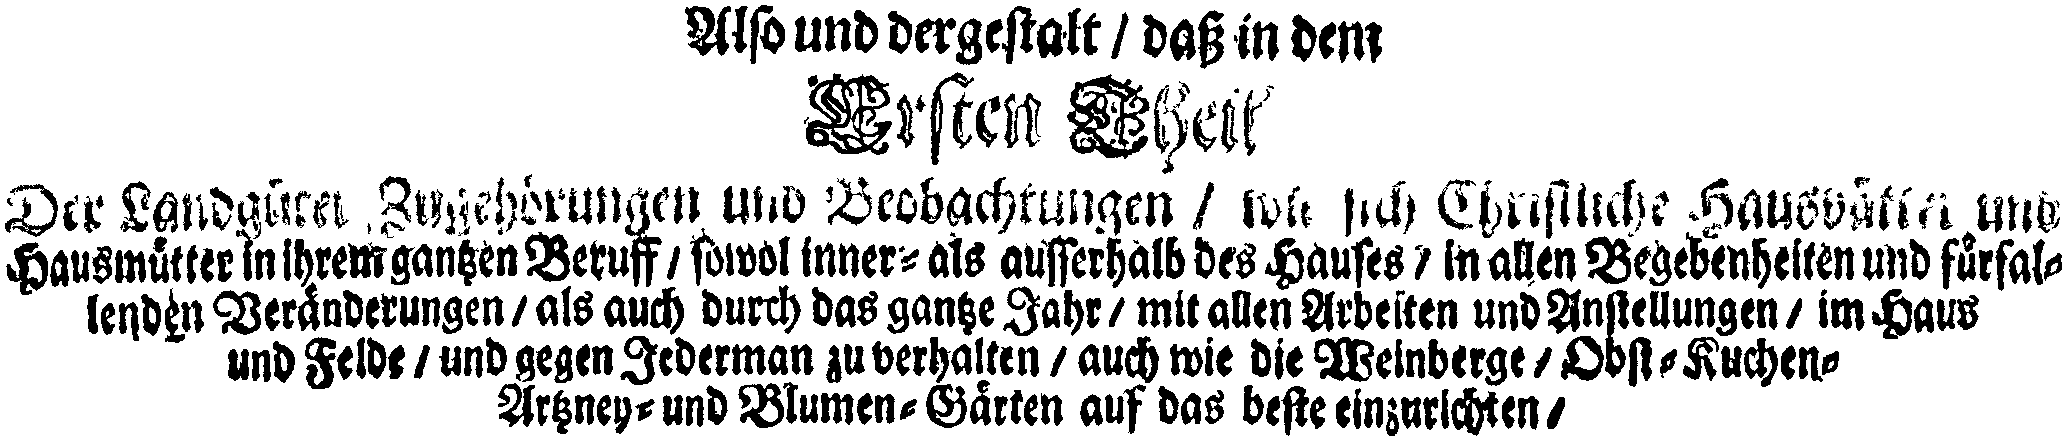 Also und dergestalt / daß in dem
Ersten Theil
Der Landgüter Zugehörungen und Beobachtungen / wie sich Christliche Hausvätter und
Hausmütter in ihrem gantzen Beruff / sowol inner- als ausserhalb des Hauses / in allen Begebenheiten und fürfal-
lenden Veränderungen / als auch durch das gantze Jahr / mit allen Arbeiten und Anstellungen / im Haus
und Felde / und gegen Jederman zu verhalten / auch wie die Weinberge / Obst- Kuchen-
Artzney- und Blumen- Gärten auf das beste einzurichten /